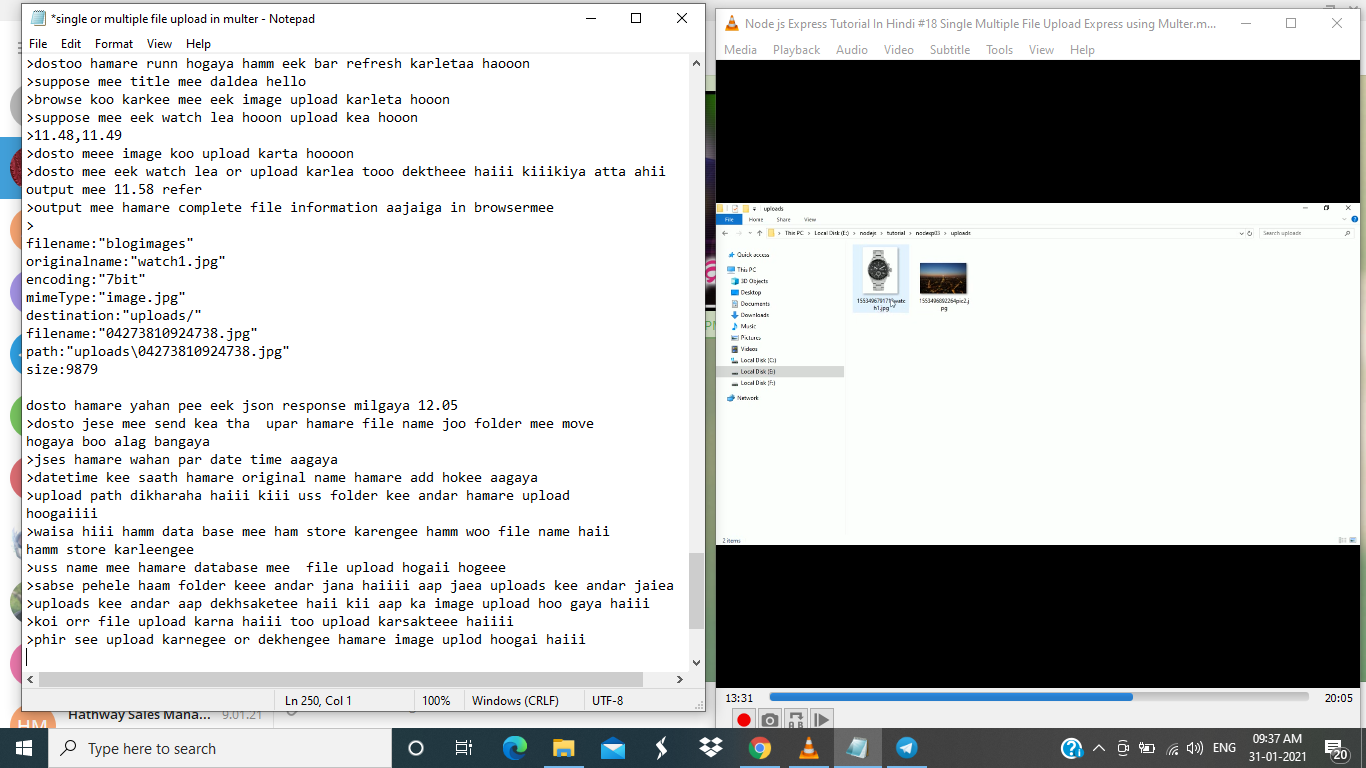 *single or multiple file upload in multer - Notepad
File Edit Format View Help
>dostoo hamare runn hogaya hamm eek bar refresh karletaa haooon
>suppose mee title mee daldea hello
>browse koo karkee mee eek image upload karleta hooon
>suppose mee eek watch lea hooon upload kea hooon
>11.48,11.49
>dosto meee image koo upload karta hoooon
>dosto mee eek watch lea or upload karlea tooo dektheee haiii kiiikiya atta ahii
output mee 11.58 refer
>output mee hamare complete file information aajaiga in browsermee
>
filename:"blogimages"
originalname:"watch1.jpg"
encoding:"7bit"
mimeType:"image.jpg"
destination:"uploads/"
filename:"04273810924738.jpg"
path:"uploads\04273810924738.jpg"
size:9879
dosto hamare yahan pee eek json response milgaya 12.05
>dosto jese mee send kea tha  upar hamare file name joo folder mee move
hogaya boo alag bangaya
>jses hamare wahan par date time aagaya
>datetime kee saath hamare original name hamare add hokee aagaya
>upload path dikharaha haiii kiii uss folder kee andar hamare upload
hoogaiiii
>waisa hiii hamm data base mee ham store karengee hamm woo file name haii
hamm store karleengee
>uss name mee hamare database mee  file upload hogaii hogeee
>sabse pehele haam folder keee andar jana haiiii aap jaea uploads kee andar jaiea
>uploads kee andar aap dekhsaketee haii kii aap ka image upload hoo gaya haiii
>koi orr file upload karna haiii too upload karsakteee haiiii
>phir see upload karnegee or dekhengee hamare image uplod hoogai haiii
Ln 250, Col 1 100% Windows (CRLF) UTF-8
Node js Express Tutorial In Hindi #18 Single Multiple File Upload Express using Multer.m...
Media Playback Audio Video Subtitle Tools View Help
uploads
File Home Share View
This PC > Local Disk (E:) > nodejs > tutorial > nodexp03 > uploads
Search uploads
Quick access
This PC
3D Objects
Desktop
Documents
Downloads
Music
Pictures
Videos
Local Disk (C:)
Local Disk (E:)
Local Disk (F:)
Network
1553496892264pic2.j
pg
2 items
13:31 20:05
HM Hathway Sales Mana... 9.01.21
Type here to search
ENG
09:37 AM
31-01-2021
20